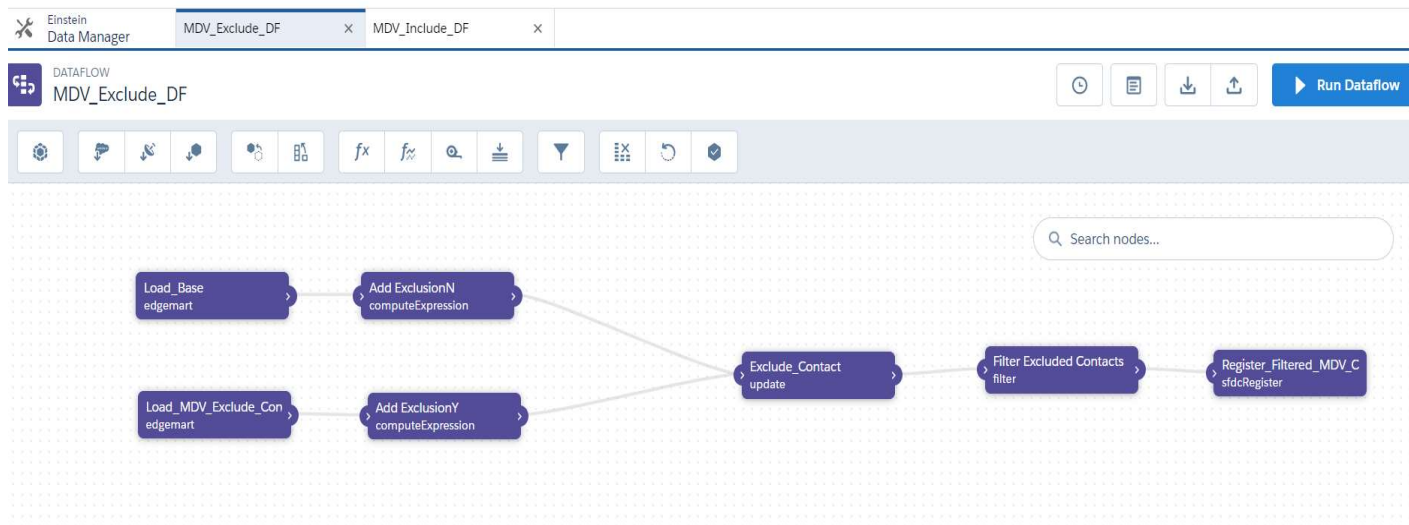 Einstein
Data Manager
MDV_Exclude_DF
MDV_Include_DF
DATAFLOW
MDV_Exclude_DF
Run Dataflow
fx
Search nodes...
Load_Base
edgemart
Add ExclusionN
computeExpression
Exclude_Contact
update
Filter Excluded Contacts
filter
Register_Filtered_MDV_C
sfdcRegister
Load_MDV_Exclude_Con
edgemart
Add ExclusionY
computeExpression